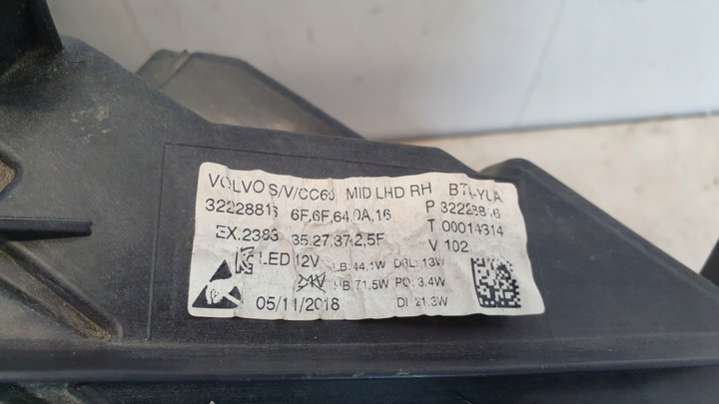 VOLVO S/V/CC60 MID LHD RH
32228816 6F,6F,64,0A,16 P 32228816
EX.2383 35,27,37,2,5F T 00014314
LED 12V LB: 44.1W DRL: 13W V 102
24V HB: 71.5W PO: 3.4W
05/11/2018 DI: 21.3W